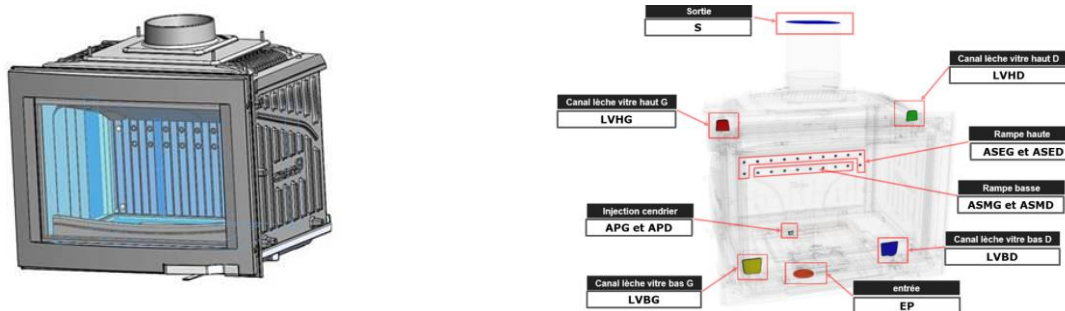 Sortie
S
Canal lèche vitre haut D
LVHD
Canal lèche vitre haut G
LVHG
Rampe haute
ASEG et ASED
Rampe basse
ASMG et ASMD
Injection cendrier
APG et APD
Canal lèche vitre bas D
LVBD
Canal lèche vitre bas G
LVBG
entrée
EP